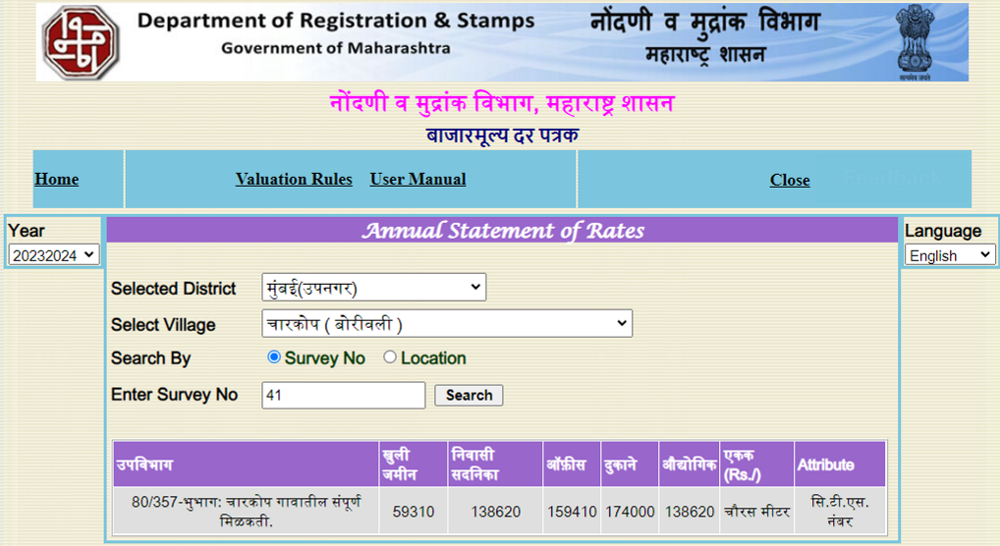 Department of Registration & Stamps
Government of Maharashtra
नोंदणी व मुद्रांक विभाग
महाराष्ट्र शासन
नोंदणी व मुद्रांक विभाग, महाराष्ट्र शासन
बाजारमूल्य दर पत्रक
Home Valuation Rules User Manual Close Feedback
Year
20232024
Annual Statement of Rates
Language
English
Selected District मुंबई(उपनगर)
Select Village चारकोप ( बोरीवली )
Search By Survey No Location
Enter Survey No 41 Search
उपविभाग खुली जमीन निवासी सदनिका ऑफ़ीस दुकाने औद्योगिक एकक (Rs./) Attribute
80/357-भुभाग: चारकोप गावातील संपूर्ण मिळकती. 59310 138620 159410 174000 138620 चौरस मीटर सि.टी.एस. नंबर